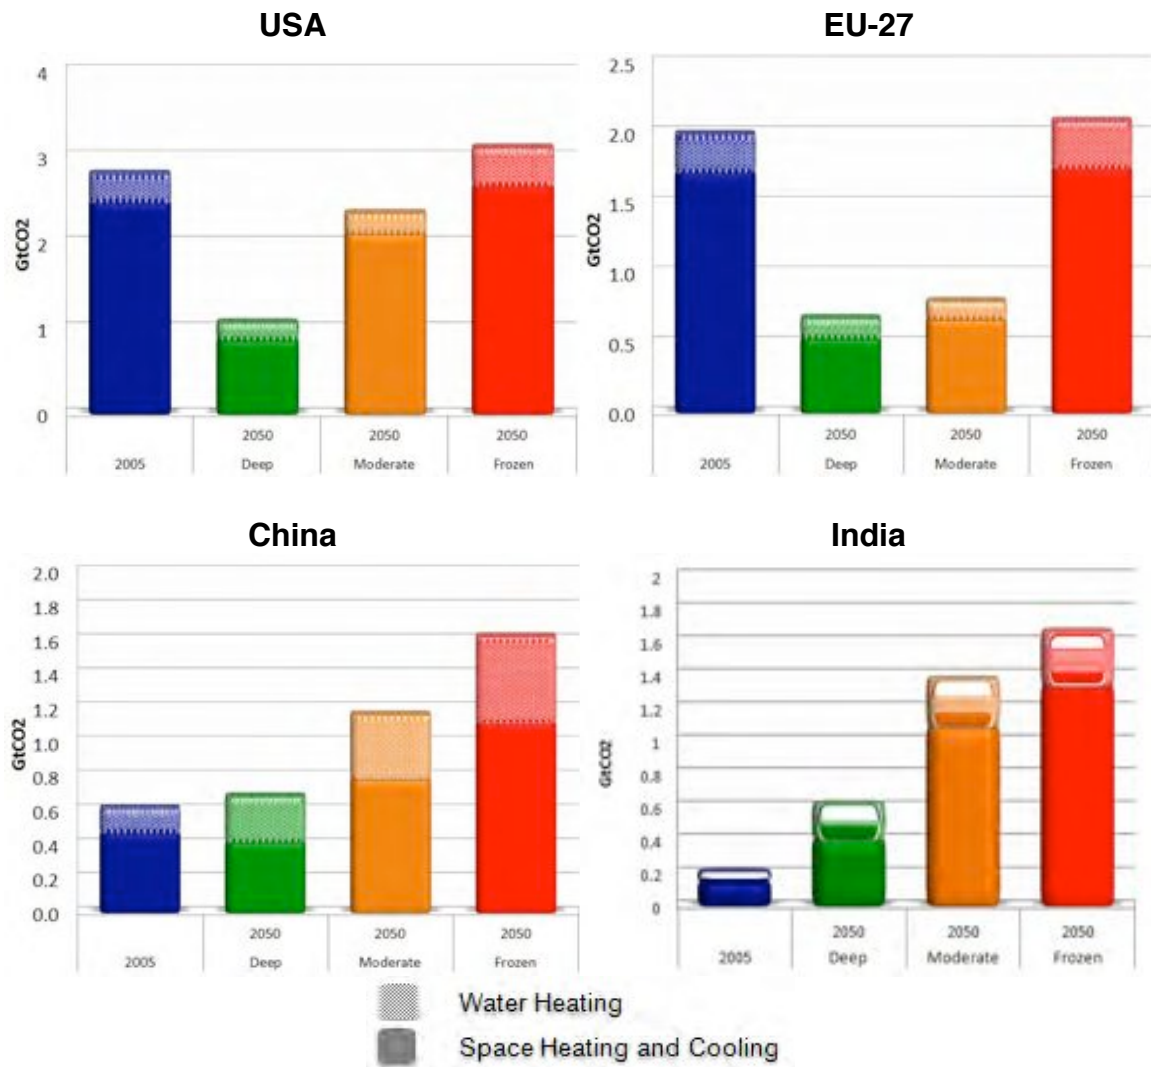 USA
4
3
2
1
0
GtCO2
2050 2050 2050
2005 Deep Moderate Frozen
EU-27
2.5
2.0
1.5
1.0
0.5
0.0
GtCO2
2050 2050 2050
2005 Deep Moderate Frozen
China
2.0
1.8
1.6
1.4
1.2
1.0
0.8
0.6
0.4
0.2
0.0
GtCO2
2050 2050 2050
2005 Deep Moderate Frozen
India
2
1.8
1.6
1.4
1.2
1
0.8
0.6
0.4
0.2
0
GtCO2
2050 2050 2050
2005 Deep Moderate Frozen
Water Heating
Space Heating and Cooling